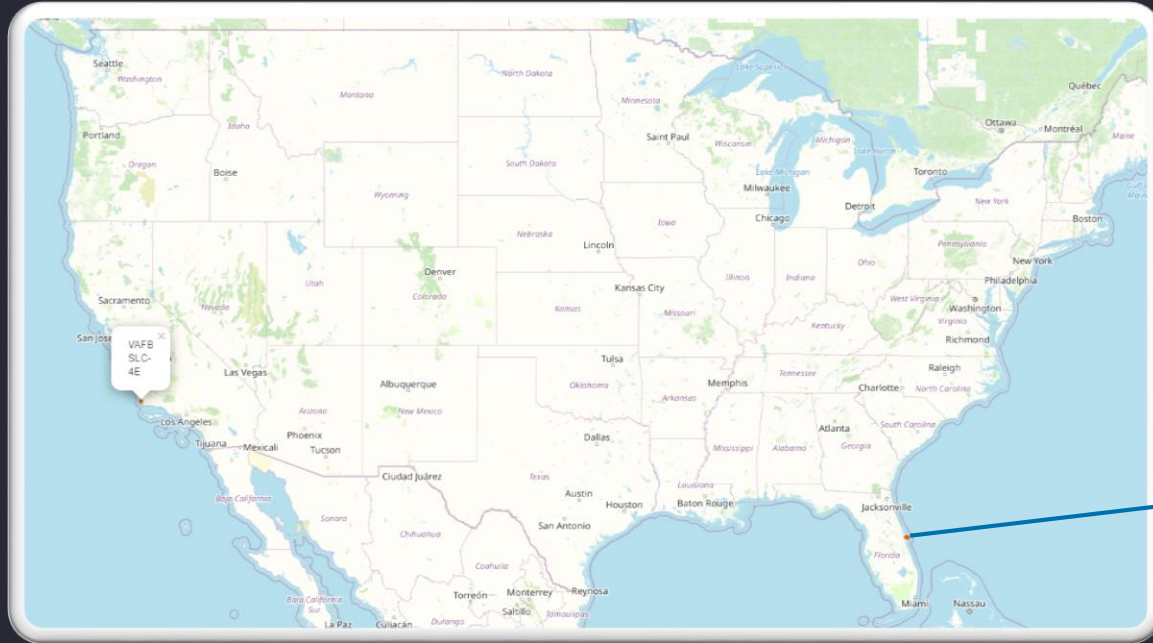 Québec
Seattle
Washington
North Dakota
Lake Superior
Montana
Minnesota
Ottawa
Montréal
Maine
Portland
Idaho
Saint Paul
Wisconsin
Michigan
Lake Huron
Oregon
Boise
South Dakota
Lake Michigan
Toronto
Wyoming
Milwaukee
New York
Detroit
Chicago
Boston
Iowa
Nebraska
Lincoln
Pennsylvania
New York
Ohio
Denver
Utah
Illinois
Indiana
Philadelphia
Kansas City
Sacramento
Colorado
West Virginia
Nevada
Kansas
Missouri
Washington
Virginia
Kentucky
Richmond
San Jose
VAFB
SLC-
4E
×
Las Vegas
Tulsa
Raleigh
Tennessee
Albuquerque
Oklahoma
Memphis
Charlotte
North Carolina
Arkansas
Arizona
New Mexico
Los Angeles
South Carolina
Atlanta
Phoenix
Dallas
Tijuana
Mexicali
Tucson
Mississippi
Alabama
Georgia
Ciudad Juárez
Texas
Louisiana
Austin
Baja California
Houston
Baton Rouge
Jacksonville
Sonora
San Antonio
Chihuahua
Florida
Coahuila
Baja California
Sur
Torreón
Monterrey
Reynosa
Miami
Nassau
Saltillo
Tamaulipas
La Paz
Culiacán
Durango